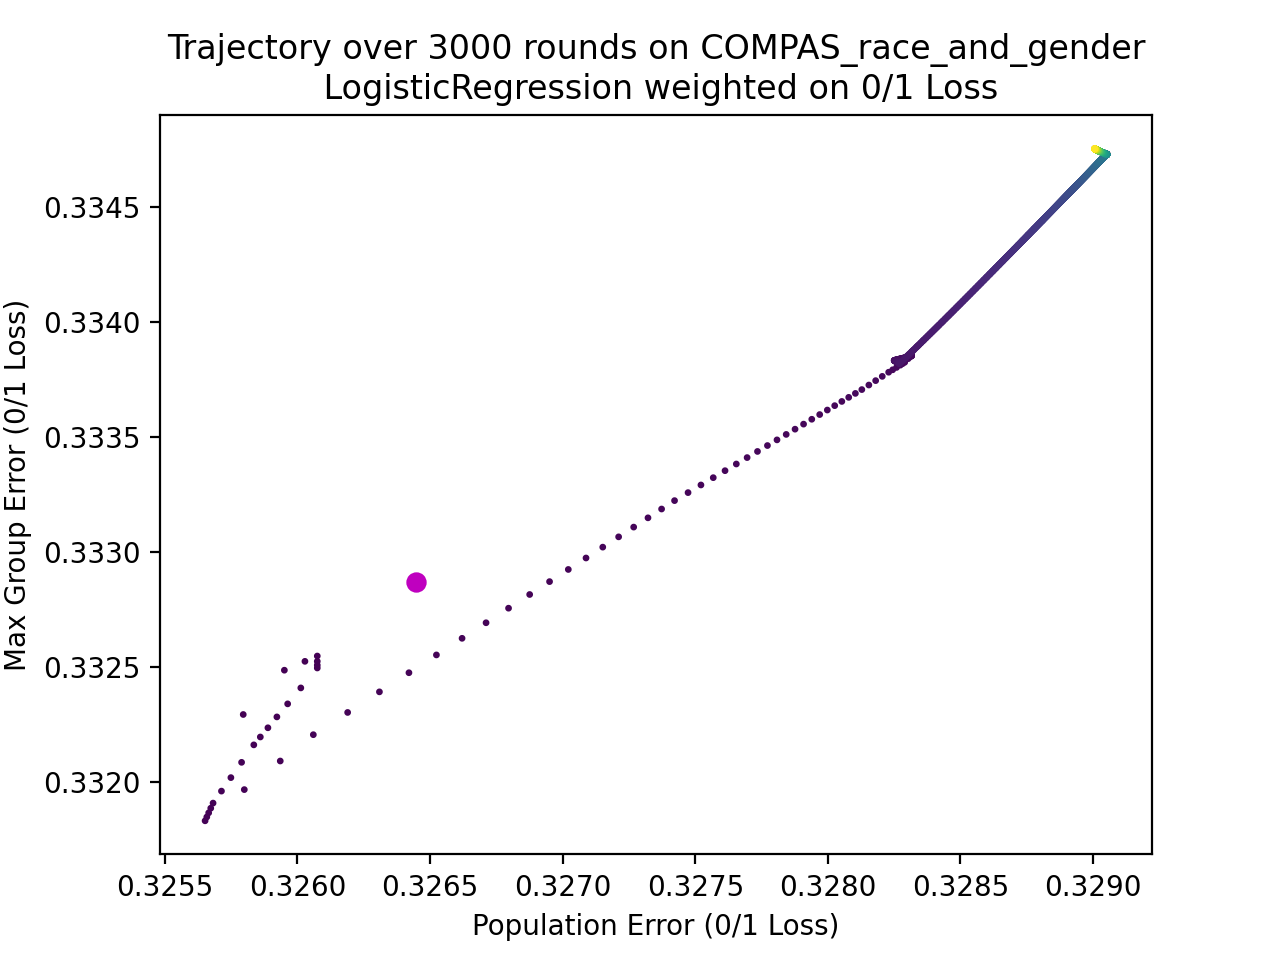 Trajectory over 3000 rounds on COMPAS_race_and_gender
LogisticRegression weighted on 0/1 Loss
Max Group Error (0/1 Loss)
0.3345
0.3340
0.3335
0.3330
0.3325
0.3320
0.3255 0.3260 0.3265 0.3270 0.3275 0.3280 0.3285 0.3290
Population Error (0/1 Loss)